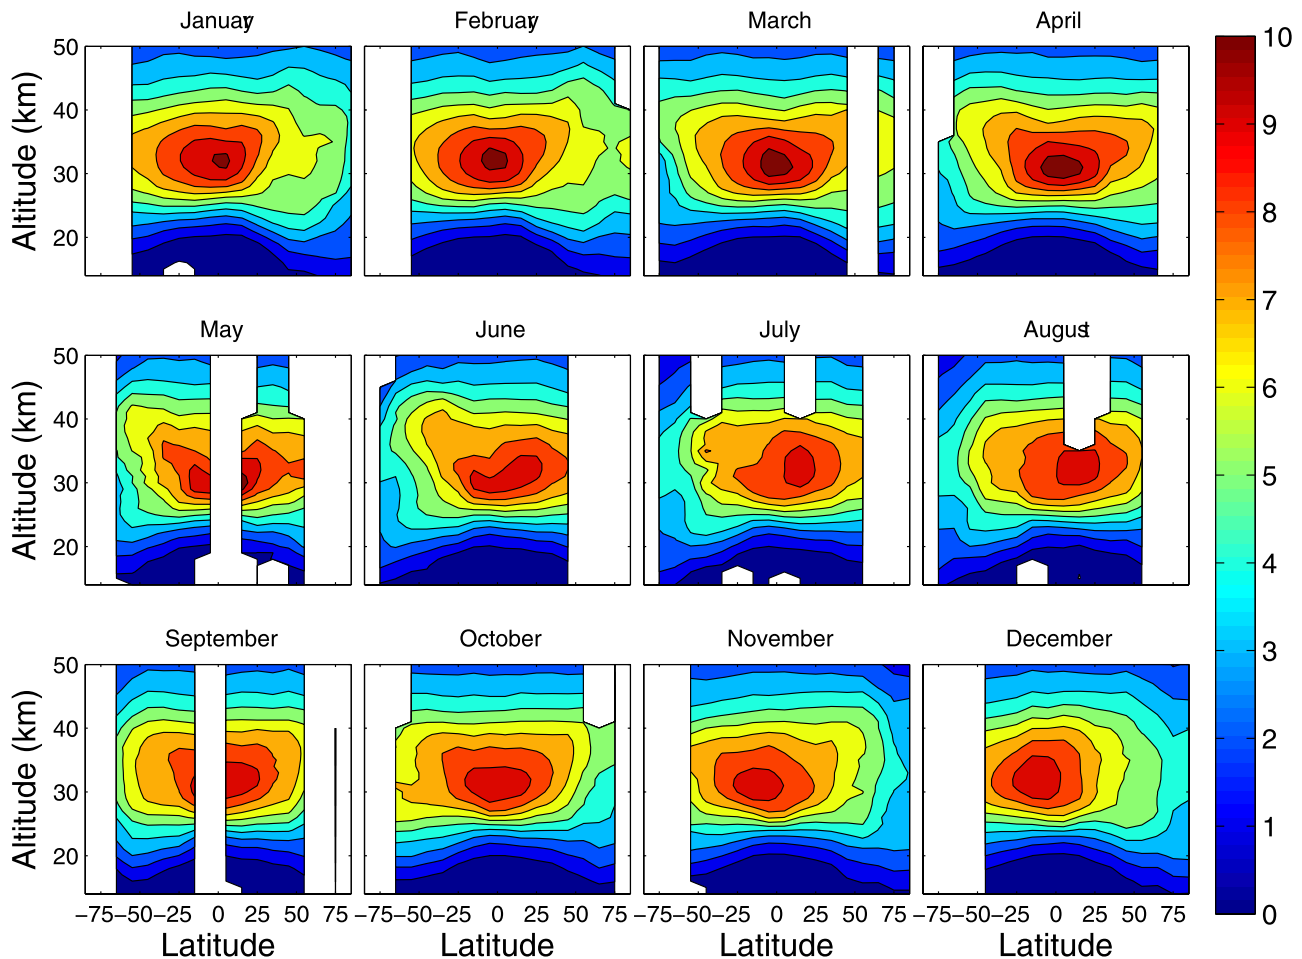 January February March April
50
40
30
20
Altitude (km)
10
9
8
7
6
5
4
3
2
1
0
May June July August
50
40
30
20
Altitude (km)
September October November December
50
40
30
20
Altitude (km)
−75 −50 −25 0 25 50 75 −75 −50 −25 0 25 50 75 −75 −50 −25 0 25 50 75 −75 −50 −25 0 25 50 75
Latitude Latitude Latitude Latitude